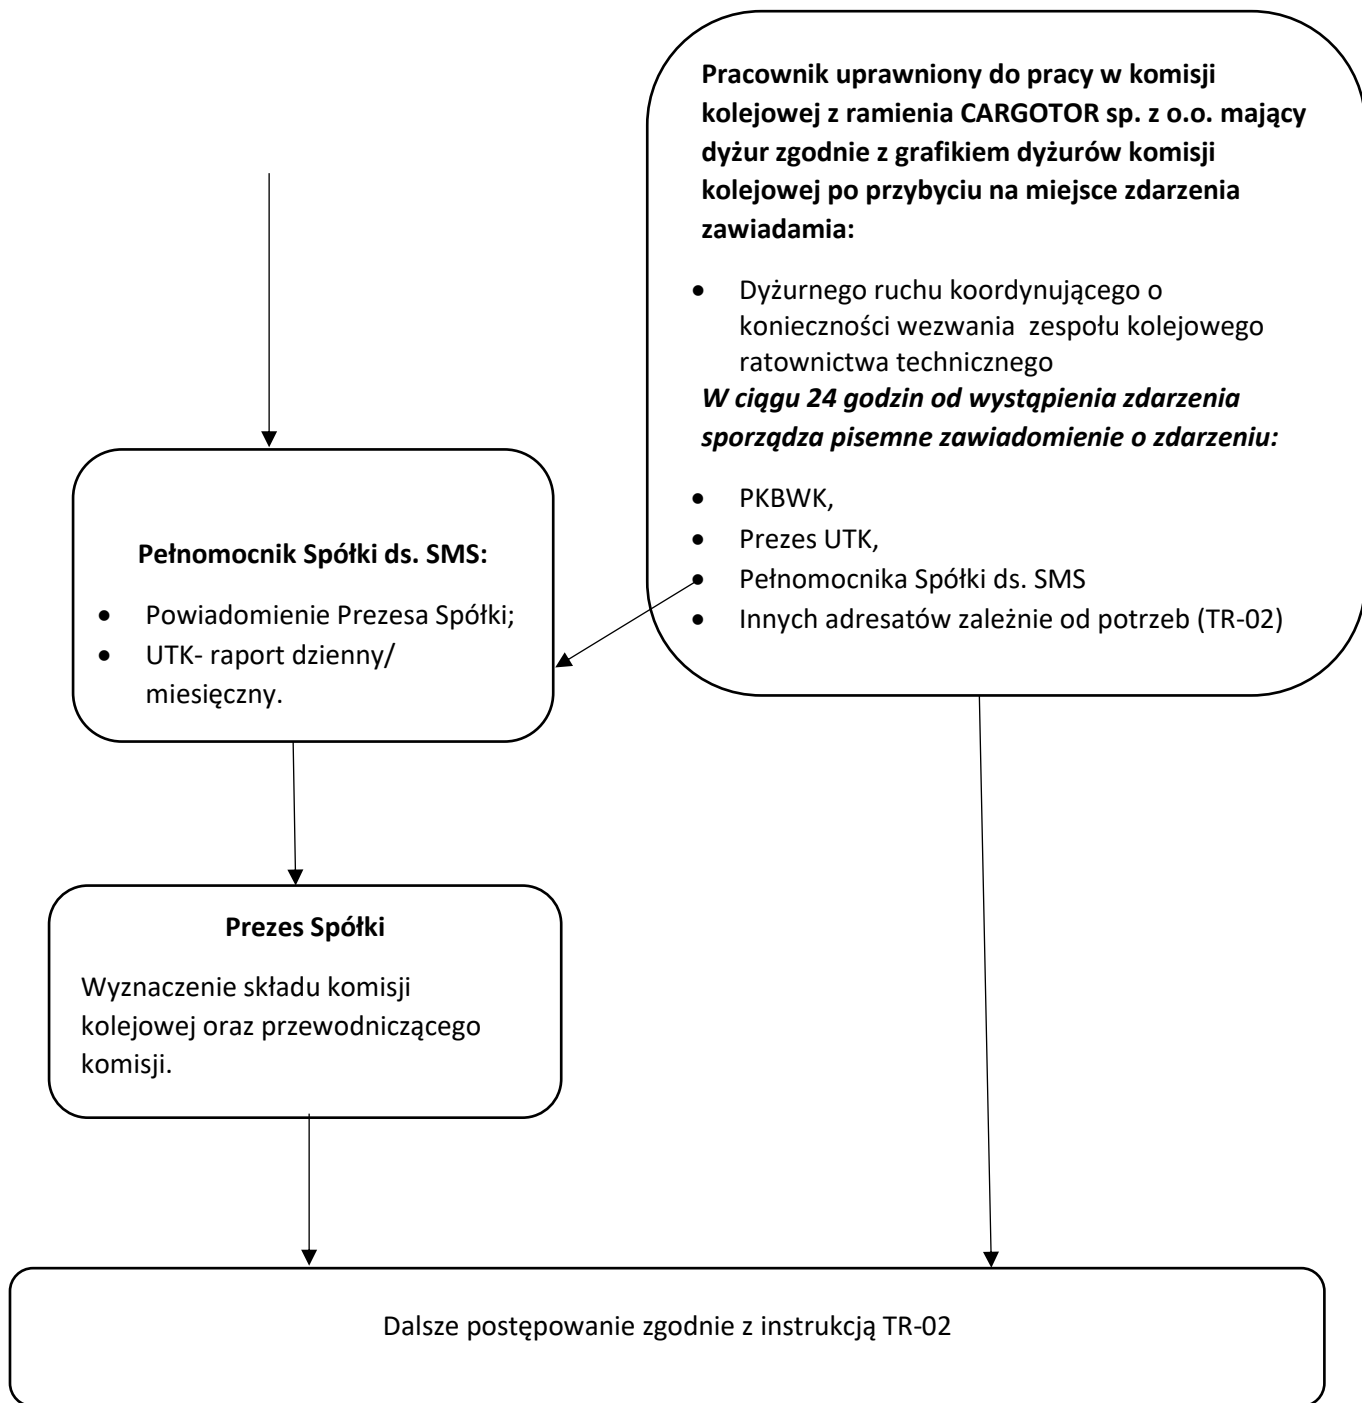 Pracownik uprawniony do pracy w komisji
kolejowej z ramienia CARGOTOR sp. z o.o. mający
dyżur zgodnie z grafikiem dyżurów komisji
kolejowej po przybyciu na miejsce zdarzenia
zawiadamia:
• Dyżurnego ruchu koordynującego o
konieczności wezwania zespołu kolejowego
ratownictwa technicznego
W ciągu 24 godzin od wystąpienia zdarzenia
sporządza pisemne zawiadomienie o zdarzeniu:
• PKBWK,
• Prezes UTK,
• Pełnomocnika Spółki ds. SMS
• Innych adresatów zależnie od potrzeb (TR-02)
Pełnomocnik Spółki ds. SMS:
• Powiadomienie Prezesa Spółki;
• UTK- raport dzienny/
miesięczny.
Prezes Spółki
Wyznaczenie składu komisji
kolejowej oraz przewodniczącego
komisji.
Dalsze postępowanie zgodnie z instrukcją TR-02